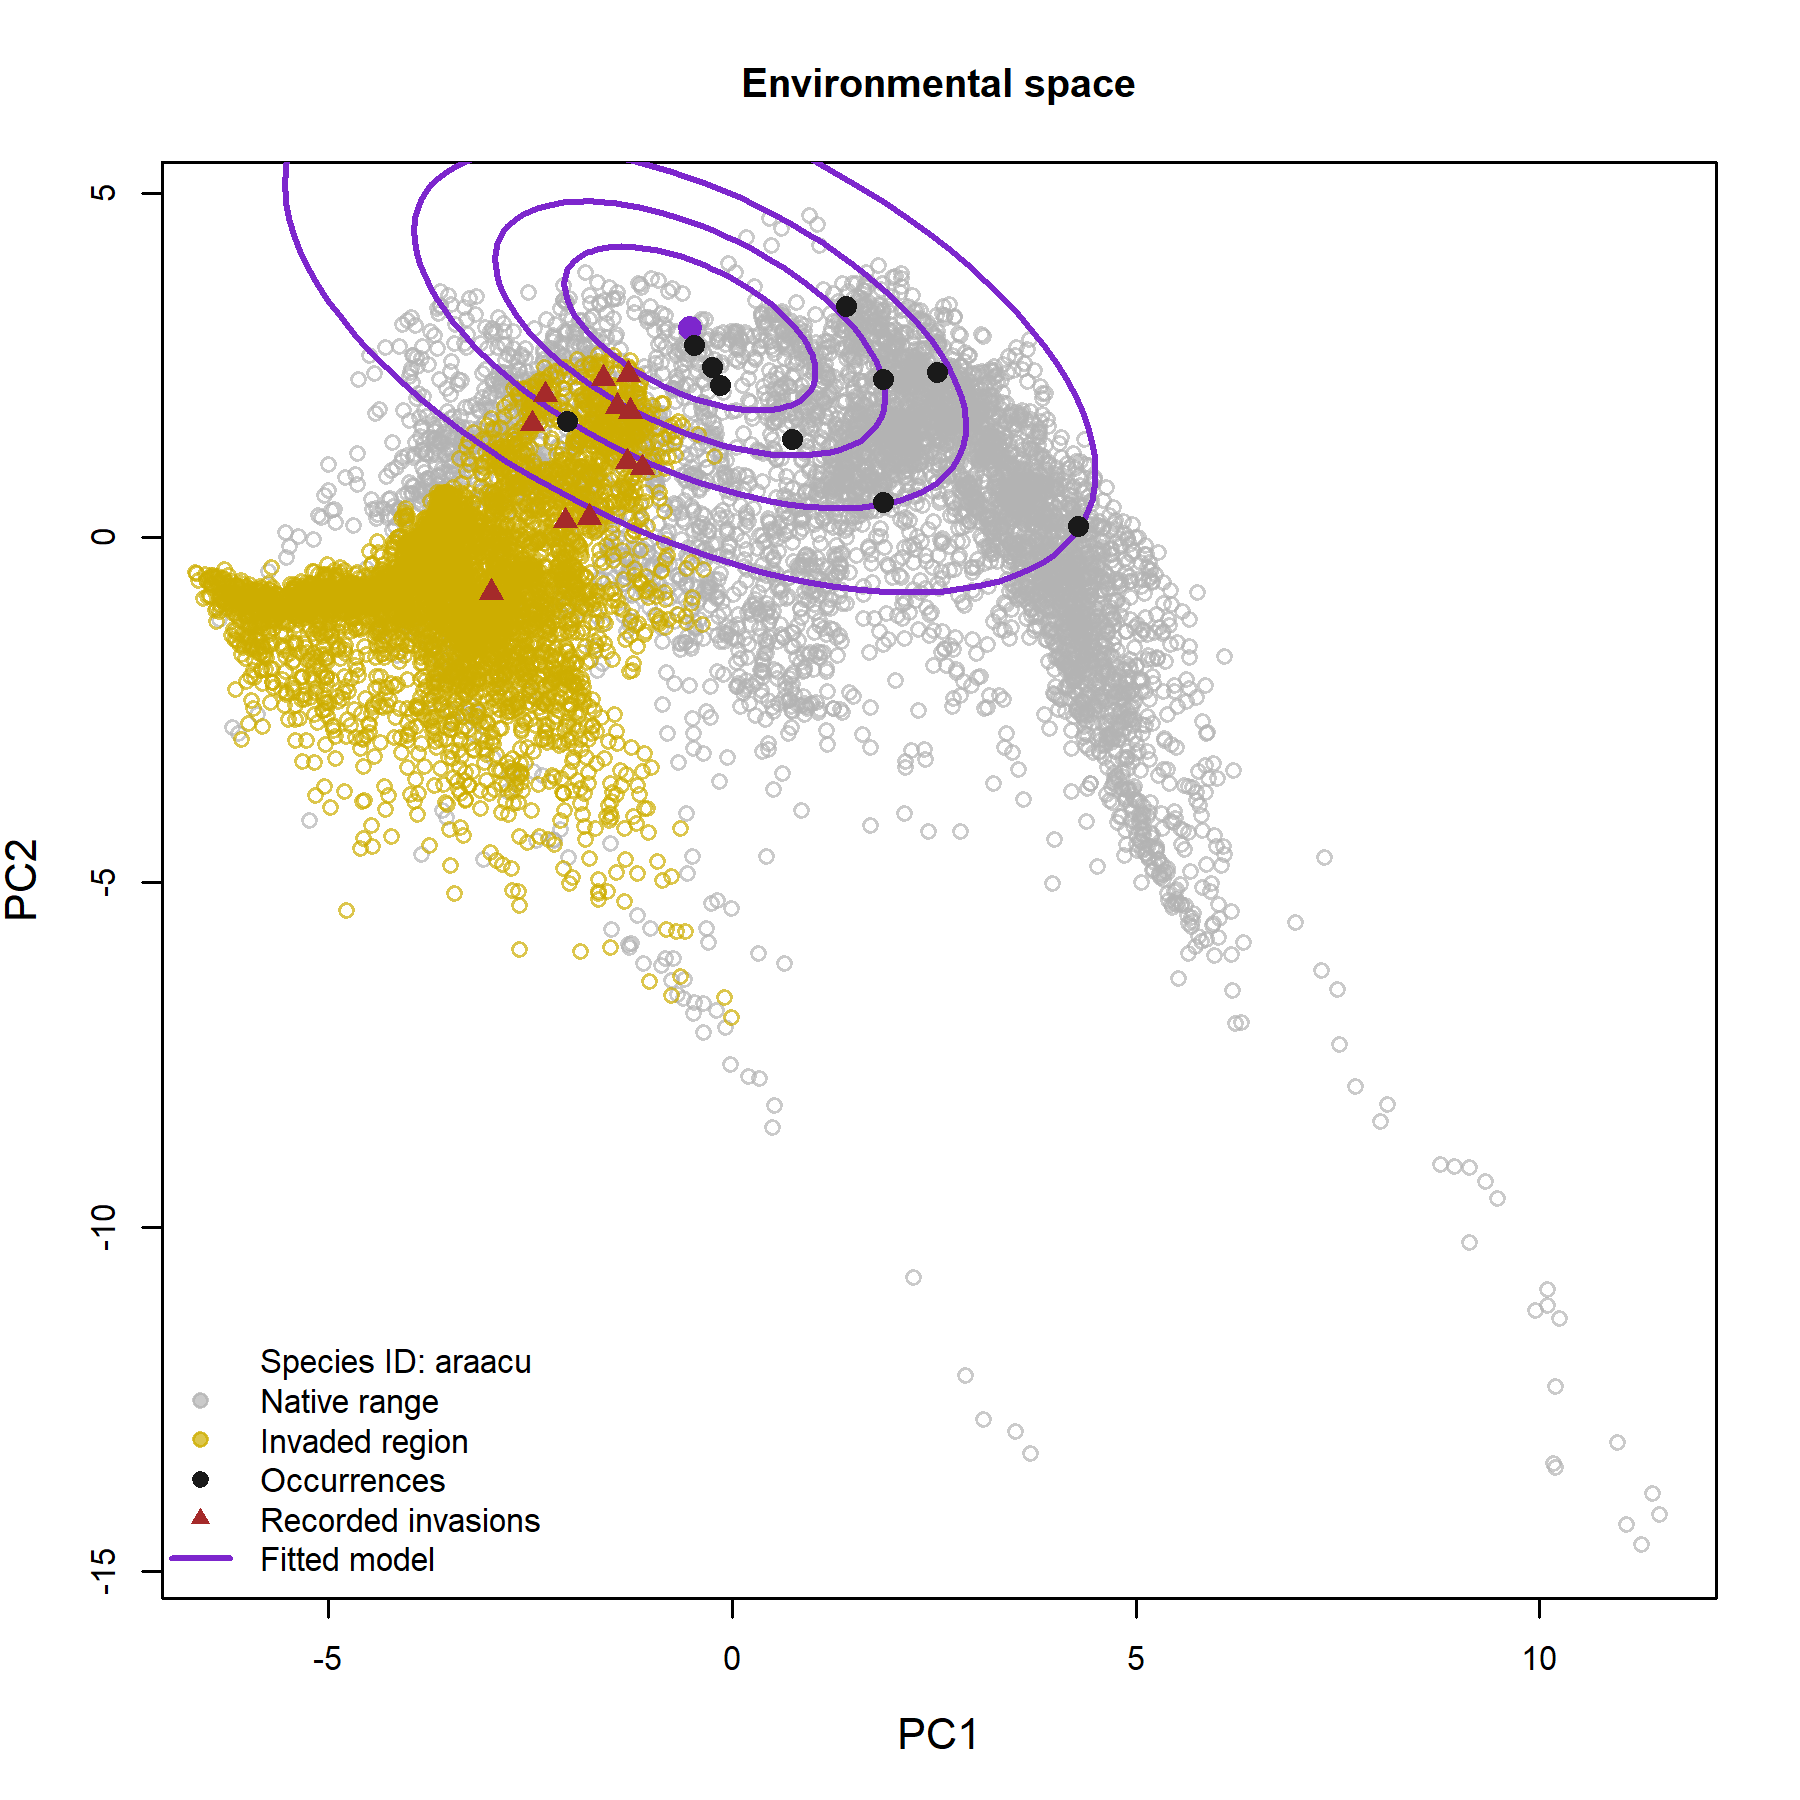 Environmental space
5
0
-5
-10
-15
PC2
Species ID: araacu
Native range
Invaded region
Occurrences
Recorded invasions
Fitted model
-5
0
5
10
PC1